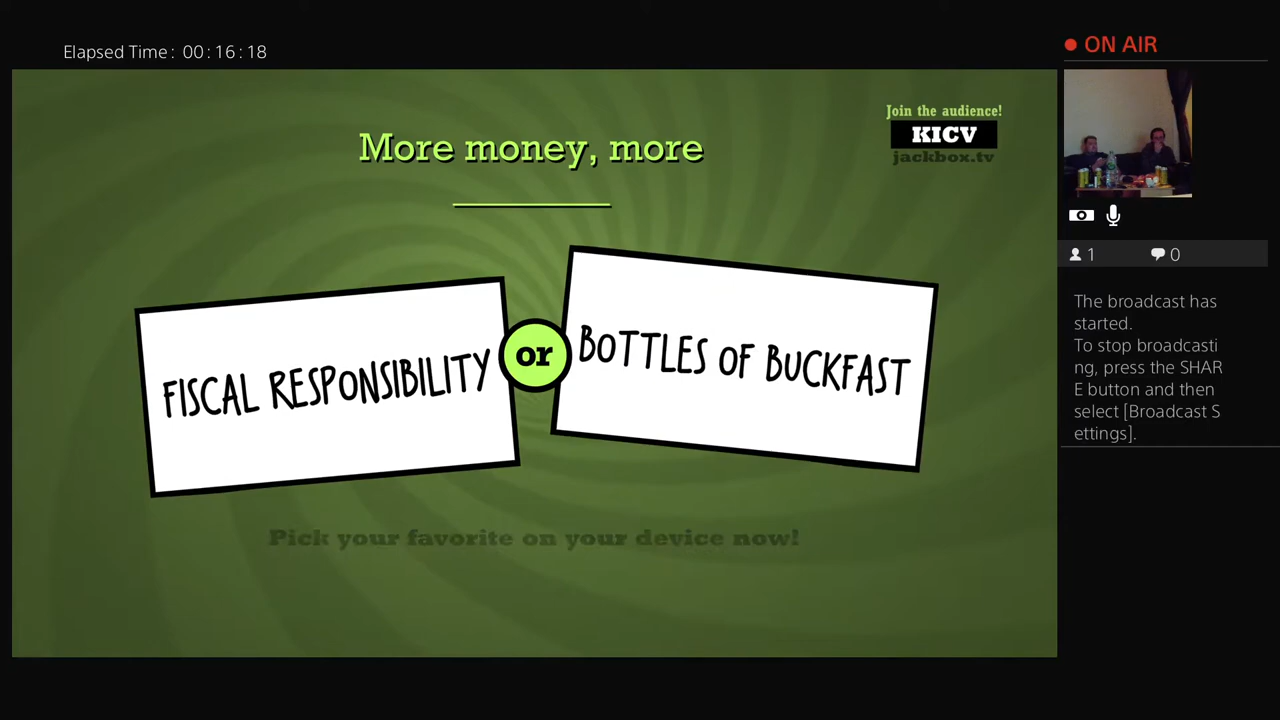 Elapsed Time: 00:16:18
ON AIR
Join the audience!
KICV
jackbox.tv
More money, more
__________
FISCAL RESPONSIBILITY
or
BOTTLES OF BUCKFAST
Pick your favorite on your device now!
1
0
The broadcast has
started.
To stop broadcasti
ng, press the SHAR
E button and then
select [Broadcast S
ettings].